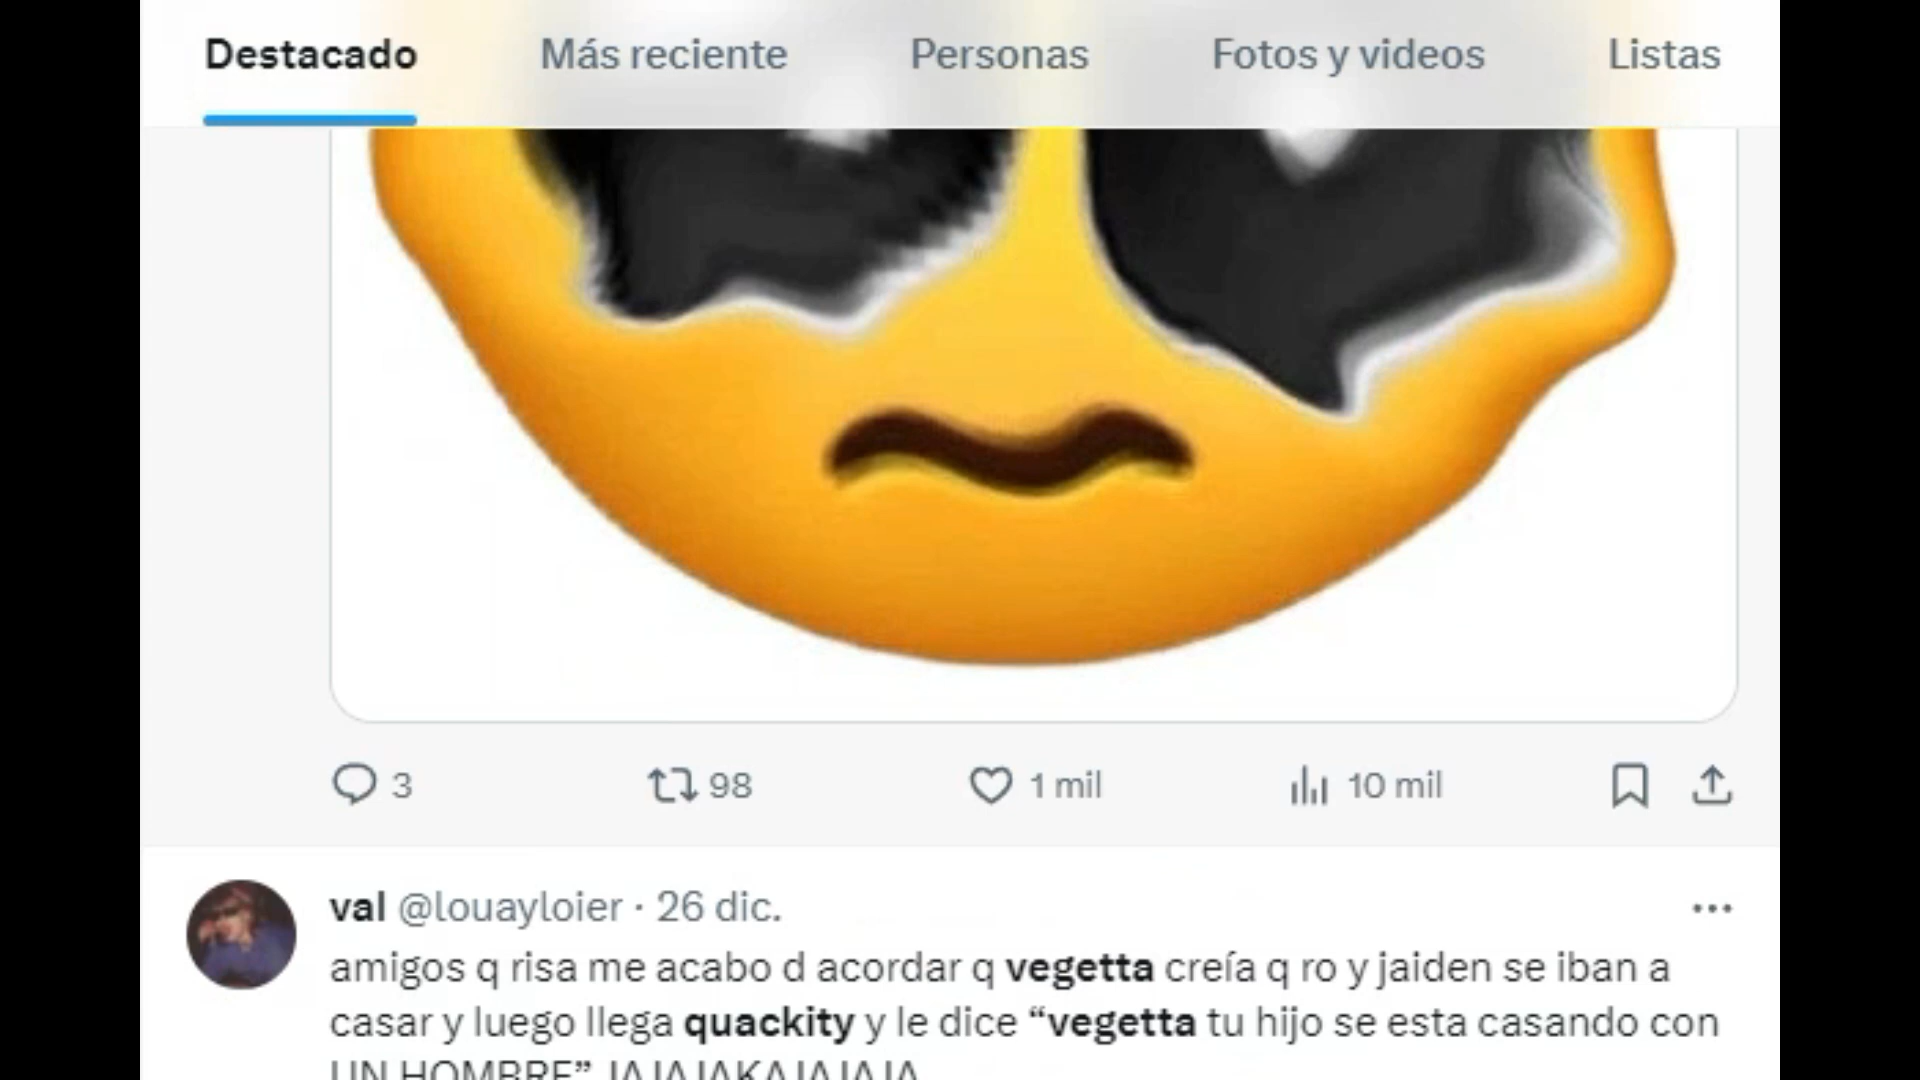 Destacado Más reciente Personas Fotos y videos Listas
3 98 1 mil 10 mil
val @louayloier · 26 dic.
amigos q risa me acabo d acordar q vegetta creía q ro y jaiden se iban a
casar y luego llega quackity y le dice “vegetta tu hijo se esta casando con
UN HOMBRE” JAJAJAKAJAJAJA